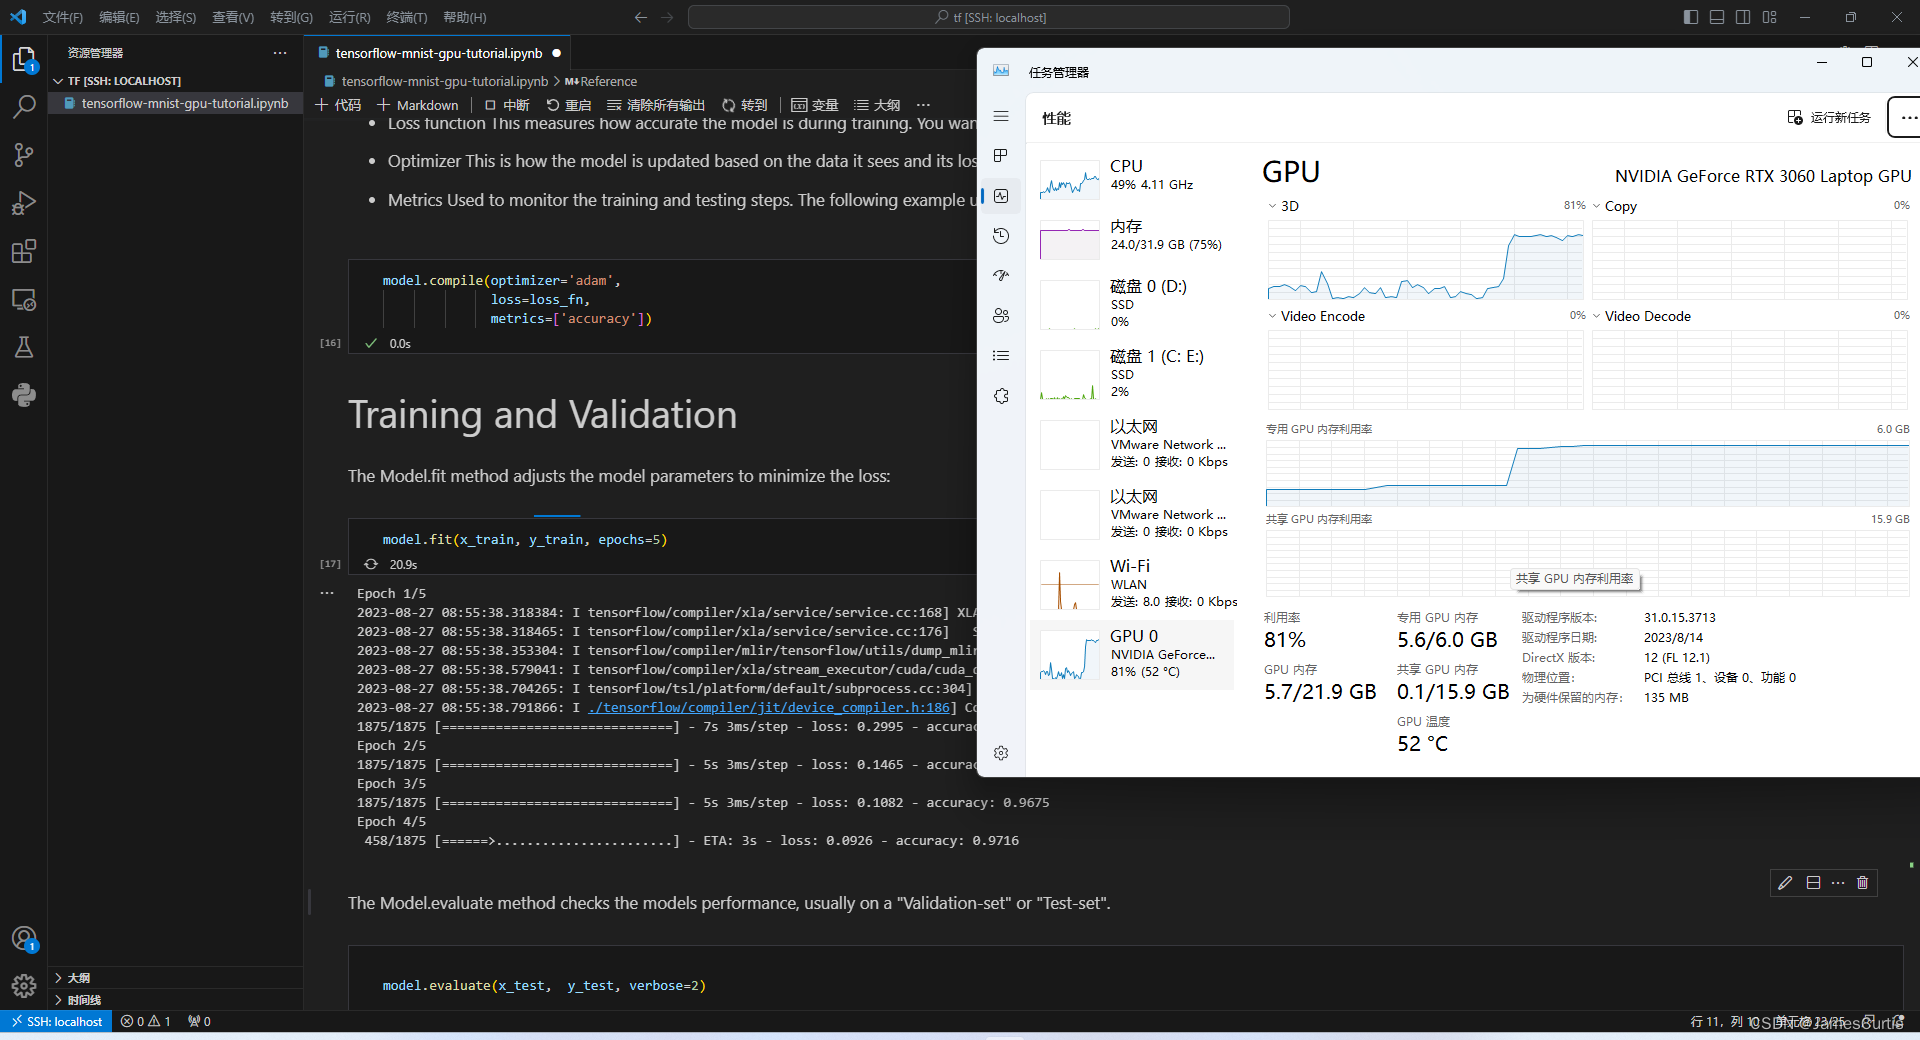 文件(F) 编辑(E) 选择(S) 查看(V) 转到(G) 运行(R) 终端(T) 帮助(H)
tf [SSH: localhost]
资源管理器
TF [SSH: LOCALHOST]
tensorflow-mnist-gpu-tutorial.ipynb
大纲
时间线
tensorflow-mnist-gpu-tutorial.ipynb
tensorflow-mnist-gpu-tutorial.ipynb > M↓Reference
代码 Markdown 中断 重启 清除所有输出 转到 变量 大纲 ...
Loss function This measures how accurate the model is during training. You wan
Optimizer This is how the model is updated based on the data it sees and its los
Metrics Used to monitor the training and testing steps. The following example u
model.compile(optimizer='adam',
loss=loss_fn,
metrics=['accuracy'])
[16] 0.0s
Training and Validation
The Model.fit method adjusts the model parameters to minimize the loss:
model.fit(x_train, y_train, epochs=5)
[17] 20.9s
... Epoch 1/5
2023-08-27 08:55:38.318384: I tensorflow/compiler/xla/service/service.cc:168] XLA
2023-08-27 08:55:38.318465: I tensorflow/compiler/xla/service/service.cc:176] S
2023-08-27 08:55:38.353304: I tensorflow/compiler/mlir/tensorflow/utils/dump_mlir
2023-08-27 08:55:38.579041: I tensorflow/compiler/xla/stream_executor/cuda/cuda_d
2023-08-27 08:55:38.704265: I tensorflow/tsl/platform/default/subprocess.cc:304]
2023-08-27 08:55:38.791866: I ./tensorflow/compiler/jit/device_compiler.h:186] Co
1875/1875 [==============================] - 7s 3ms/step - loss: 0.2995 - accurac
Epoch 2/5
1875/1875 [==============================] - 5s 3ms/step - loss: 0.1465 - accurac
Epoch 3/5
1875/1875 [==============================] - 5s 3ms/step - loss: 0.1082 - accuracy: 0.9675
Epoch 4/5
458/1875 [======>.......................] - ETA: 3s - loss: 0.0926 - accuracy: 0.9716
The Model.evaluate method checks the models performance, usually on a "Validation-set" or "Test-set".
model.evaluate(x_test, y_test, verbose=2)
任务管理器
性能
运行新任务
CPU
49% 4.11 GHz
内存
24.0/31.9 GB (75%)
磁盘 0 (D:)
SSD
0%
磁盘 1 (C: E:)
SSD
2%
以太网
VMware Network ...
发送: 0 接收: 0 Kbps
以太网
VMware Network ...
发送: 0 接收: 0 Kbps
Wi-Fi
WLAN
发送: 8.0 接收: 0 Kbps
GPU 0
NVIDIA GeForce...
81% (52 °C)
GPU
NVIDIA GeForce RTX 3060 Laptop GPU
3D 81%
Copy 0%
Video Encode 0%
Video Decode 0%
专用 GPU 内存利用率 6.0 GB
共享 GPU 内存利用率 15.9 GB
共享 GPU 内存利用率
利用率
81%
GPU 内存
5.7/21.9 GB
专用 GPU 内存
5.6/6.0 GB
共享 GPU 内存
0.1/15.9 GB
GPU 温度
52 °C
驱动程序版本: 31.0.15.3713
驱动程序日期: 2023/8/14
DirectX 版本: 12 (FL 12.1)
物理位置: PCI 总线 1、设备 0、功能 0
为硬件保留的内存: 135 MB
SSH: localhost 0 1 0
行 11，列 10
CSDN @JamesCurtis